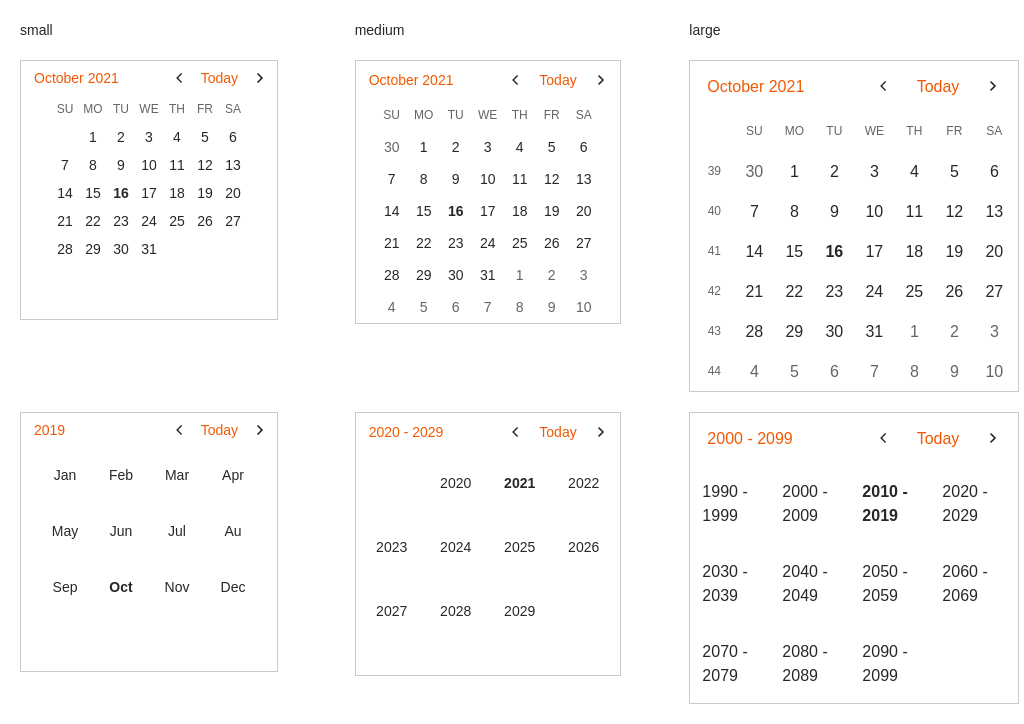 small
October 2021 Today
SU MO TU WE TH FR SA
1 2 3 4 5 6
7 8 9 10 11 12 13
14 15 16 17 18 19 20
21 22 23 24 25 26 27
28 29 30 31
medium
October 2021 Today
SU MO TU WE TH FR SA
30 1 2 3 4 5 6
7 8 9 10 11 12 13
14 15 16 17 18 19 20
21 22 23 24 25 26 27
28 29 30 31 1 2 3
4 5 6 7 8 9 10
large
October 2021 Today
SU MO TU WE TH FR SA
39 30 1 2 3 4 5 6
40 7 8 9 10 11 12 13
41 14 15 16 17 18 19 20
42 21 22 23 24 25 26 27
43 28 29 30 31 1 2 3
44 4 5 6 7 8 9 10
2019 Today
Jan Feb Mar Apr
May Jun Jul Au
Sep Oct Nov Dec
2020 - 2029 Today
2020 2021 2022
2023 2024 2025 2026
2027 2028 2029
2000 - 2099 Today
1990 - 2000 - 2010 - 2020 -
1999 2009 2019 2029
2030 - 2040 - 2050 - 2060 -
2039 2049 2059 2069
2070 - 2080 - 2090 -
2079 2089 2099